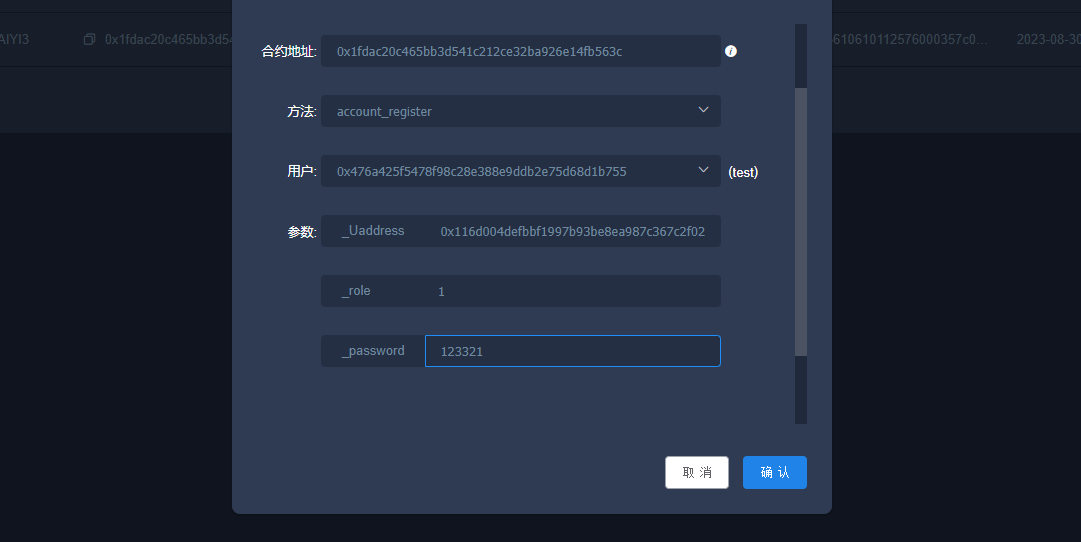 AIYI3 0x1fdac20c465bb3d54 610610112576000357c0... 2023-08-30
合约地址: 0x1fdac20c465bb3d541c212ce32ba926e14fb563c
方法: account_register
用户: 0x476a425f5478f98c28e388e9ddb2e75d68d1b755 (test)
参数: _Uaddress 0x116d004defbbf1997b93be8ea987c367c2f02
_role 1
_password 123321
取 消 确 认